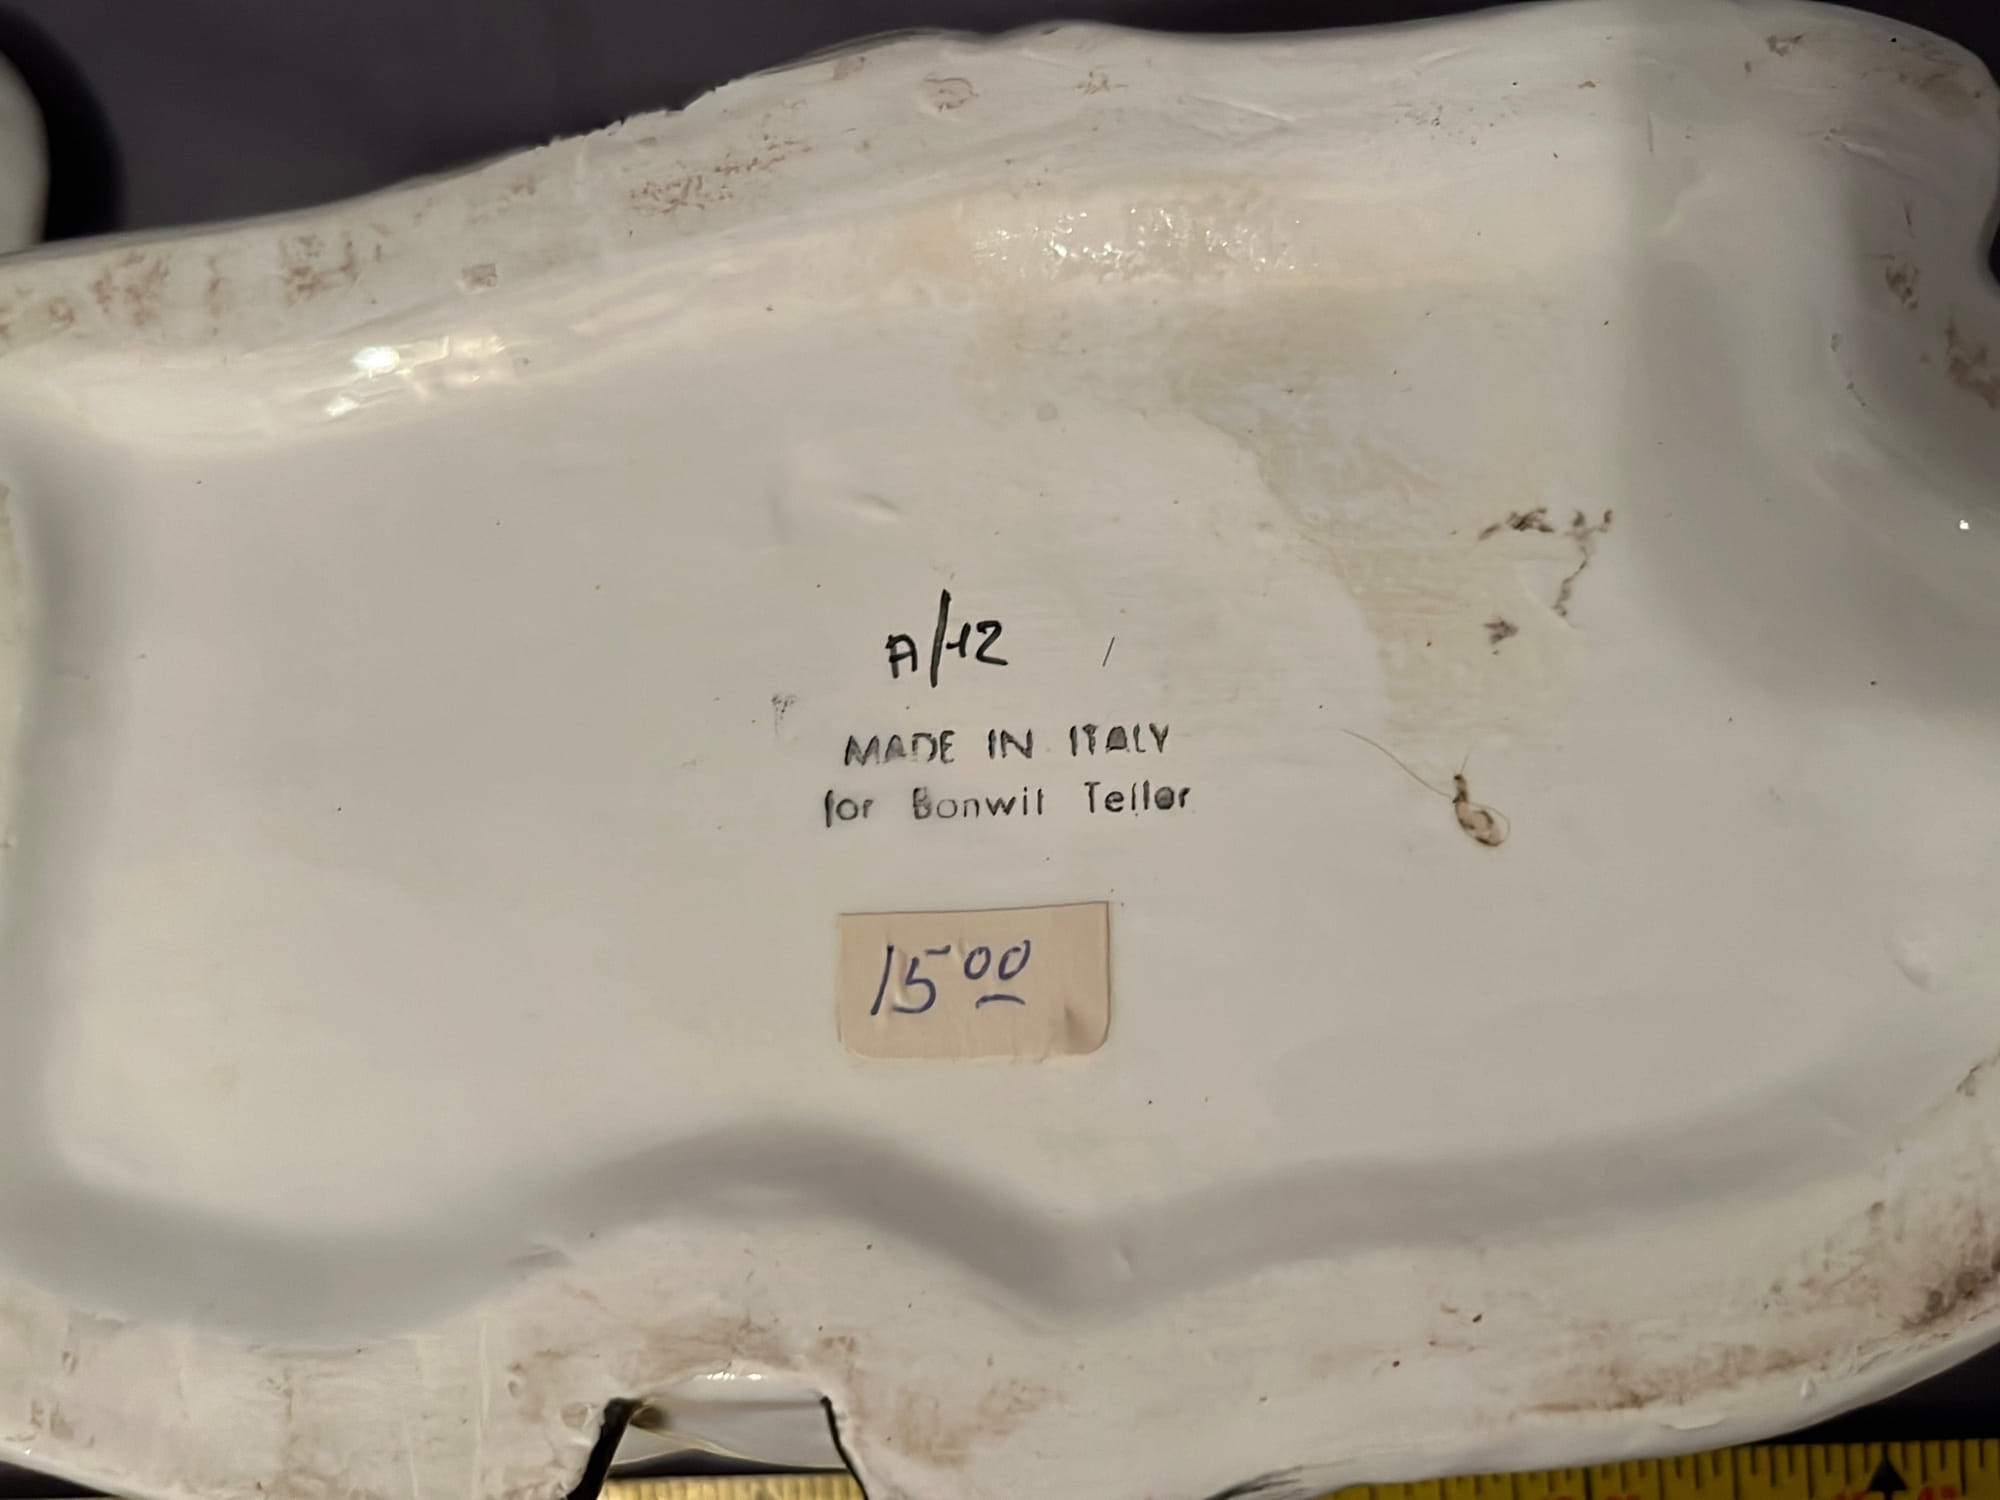 A/12
MADE IN ITALY
for Bonwit Teller
15 00